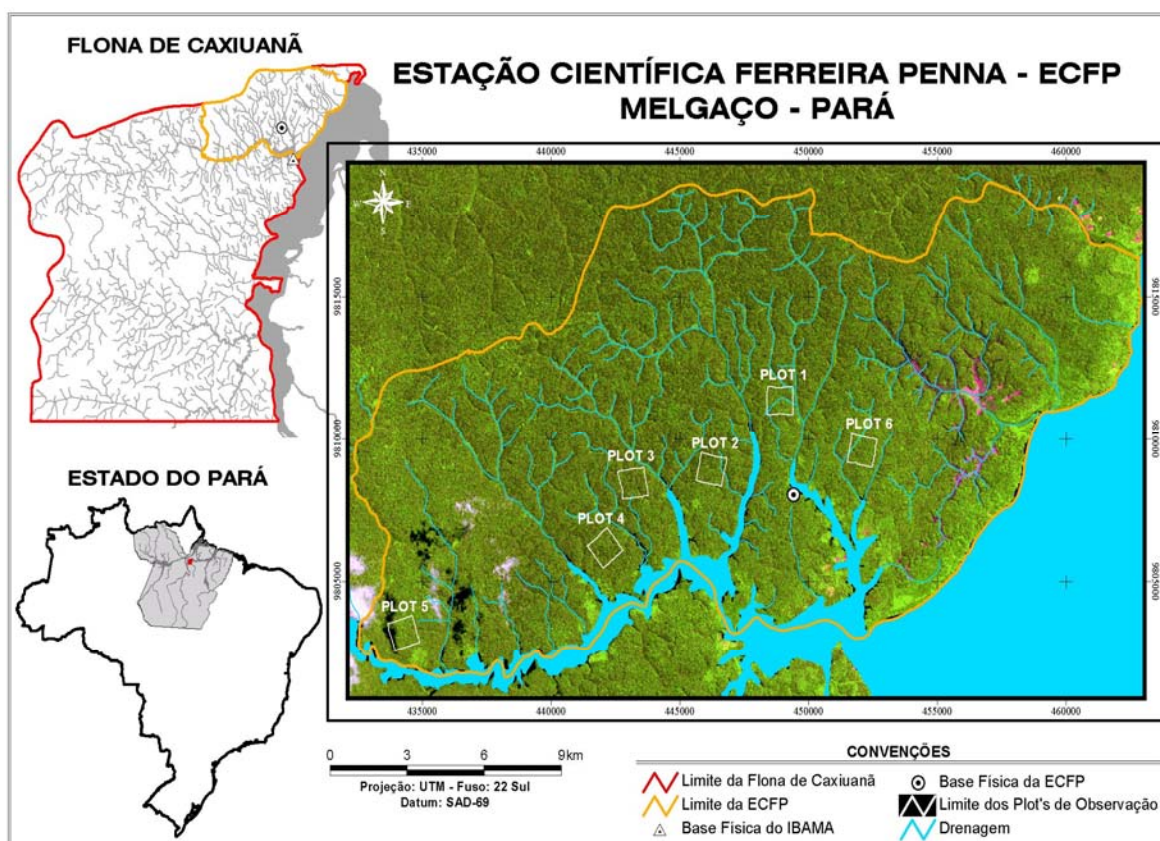 FLONA DE CAXIUANÃ
ESTAÇÃO CIENTÍFICA FERREIRA PENNA - ECFP
MELGAÇO - PARÁ
435000 440000 445000 450000 455000 460000
N
W E
S
9815000 9815000
PLOT 1
9810000 9810000
PLOT 6
PLOT 2
PLOT 3
PLOT 4
9805000 9805000
PLOT 5
435000 440000 445000 450000 455000 460000
ESTADO DO PARÁ
0 3 6 9km
Projeção: UTM - Fuso: 22 Sul
Datum: SAD-69
CONVENÇÕES
Limite da Flona de Caxiuanã
Limite da ECFP
Base Física do IBAMA
Base Física da ECFP
Limite dos Plot's de Observação
Drenagem